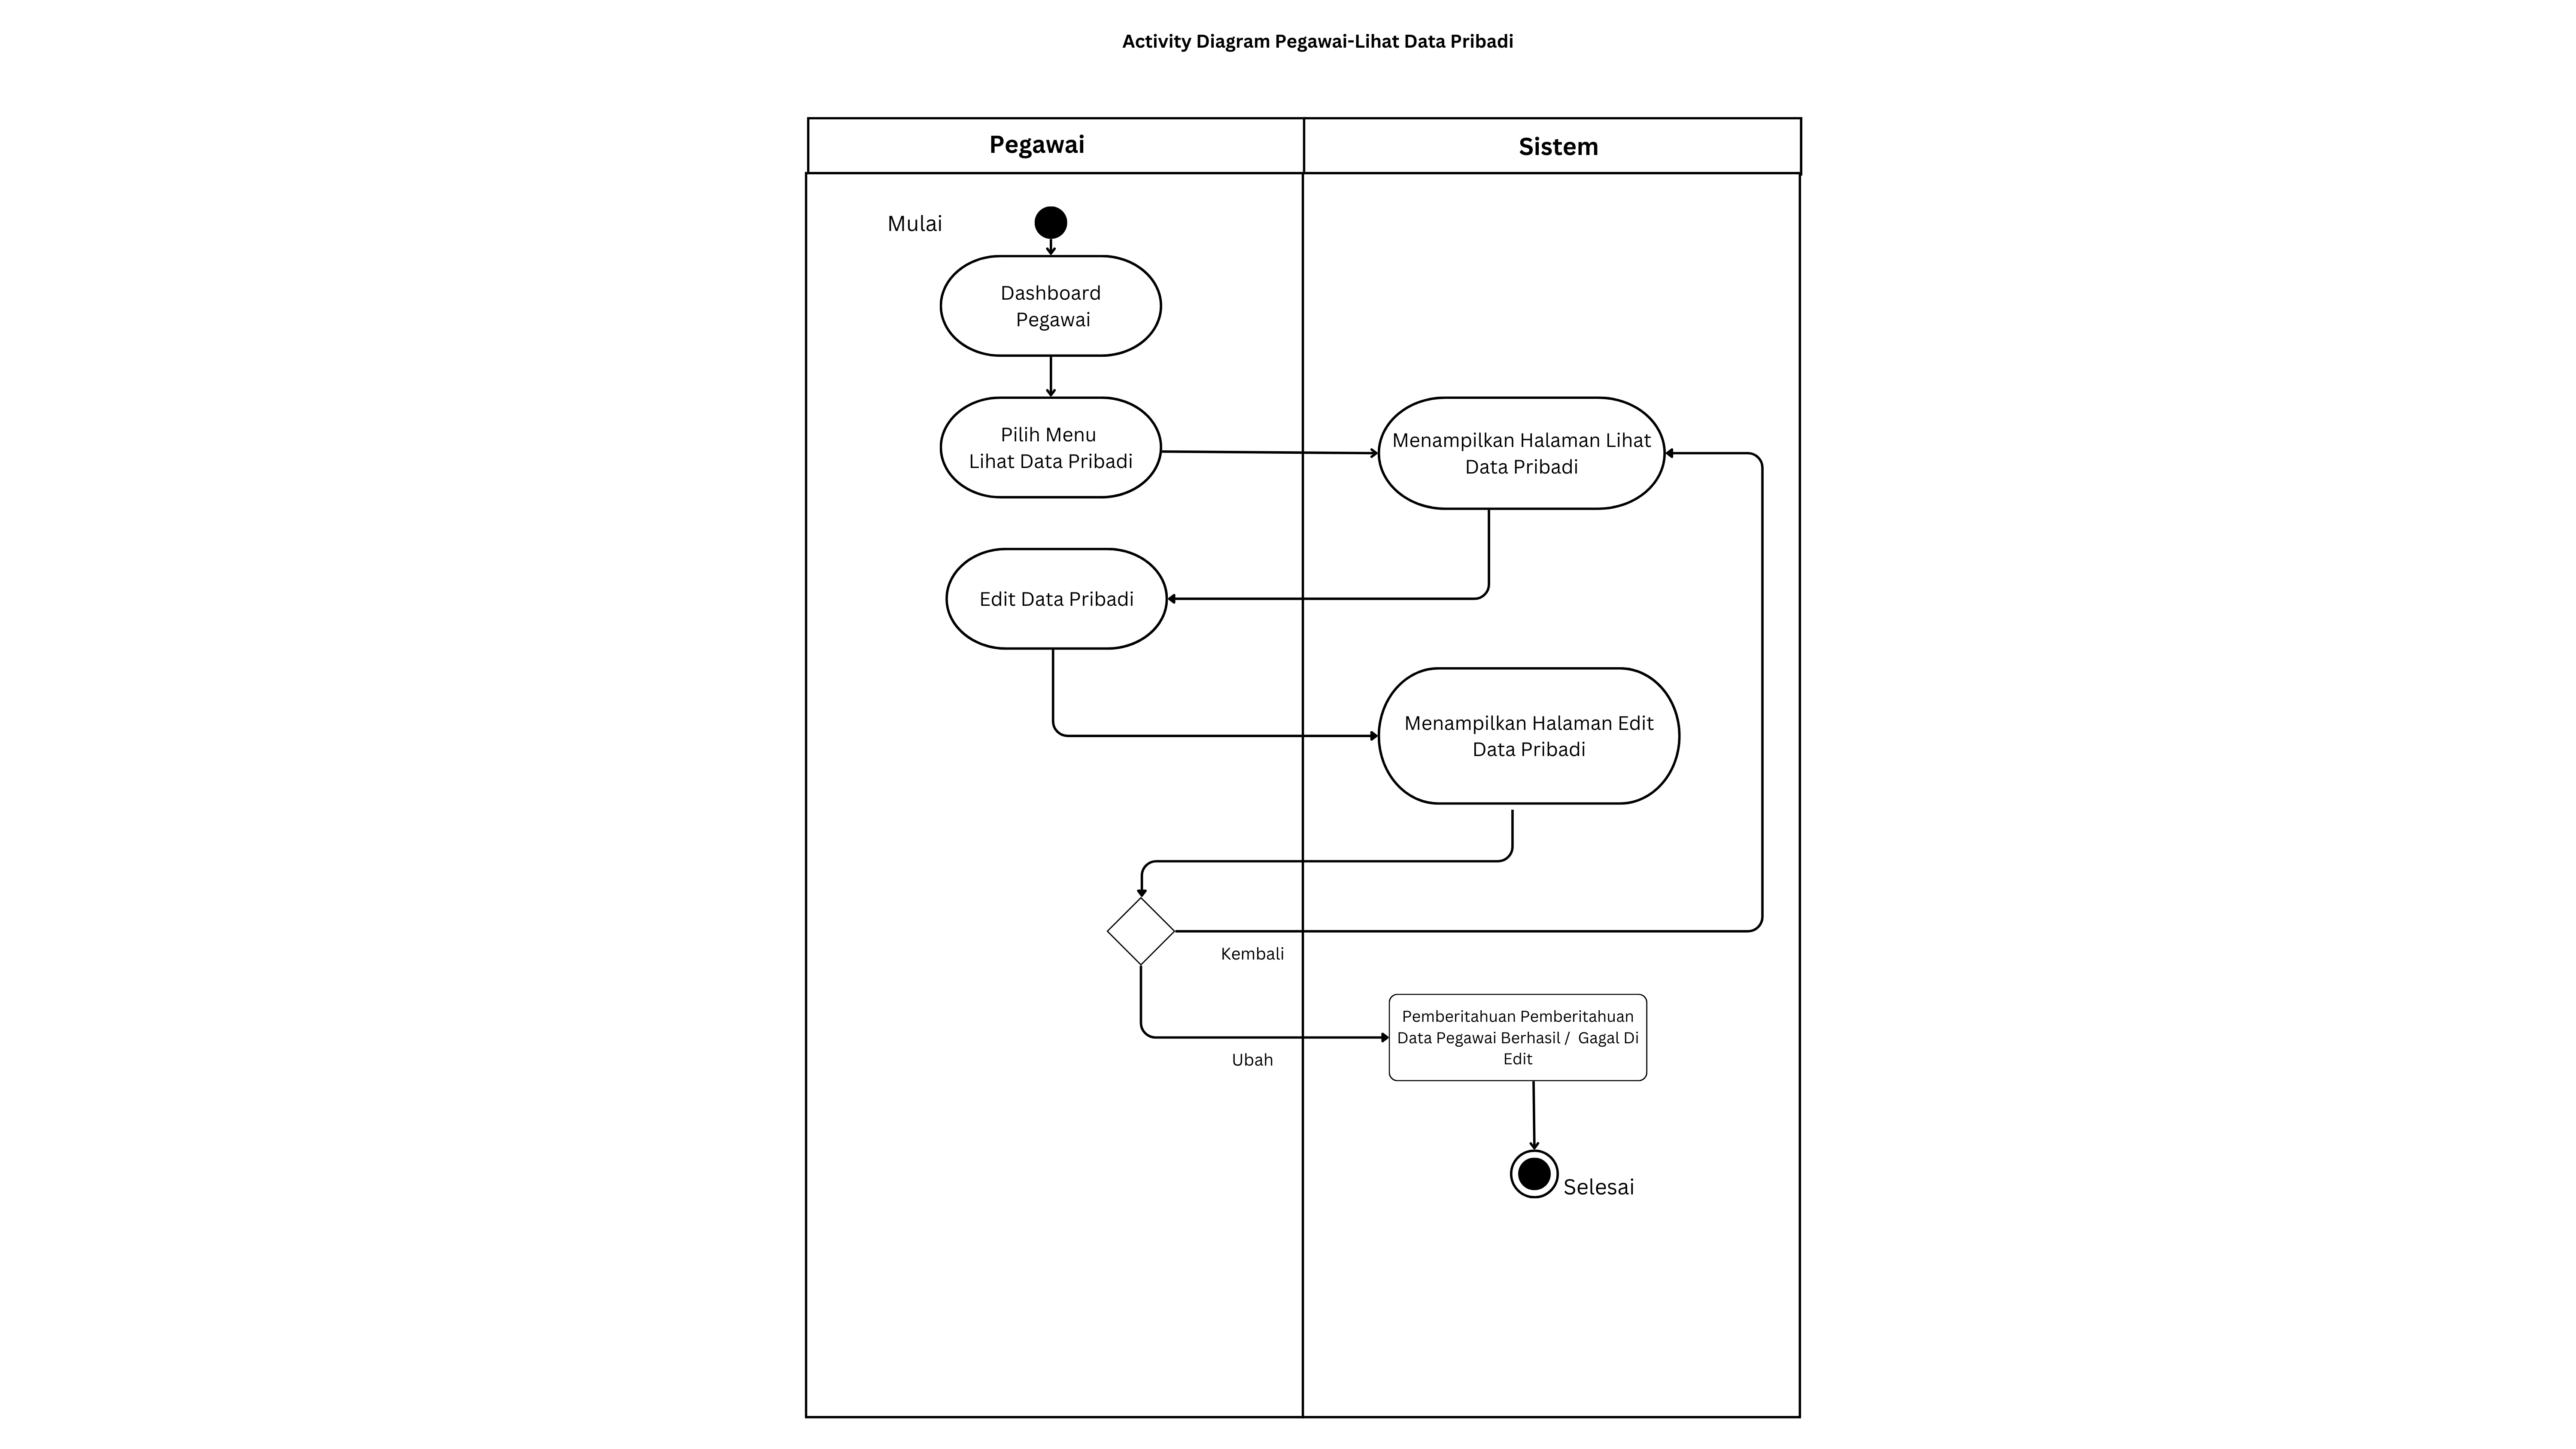 Activity Diagram Pegawai-Lihat Data Pribadi
Pegawai
Sistem
Mulai
Dashboard
Pegawai
Pilih Menu
Lihat Data Pribadi
Menampilkan Halaman Lihat
Data Pribadi
Edit Data Pribadi
Menampilkan Halaman Edit
Data Pribadi
Kembali
Pemberitahuan Pemberitahuan
Data Pegawai Berhasil / Gagal Di
Edit
Ubah
Selesai